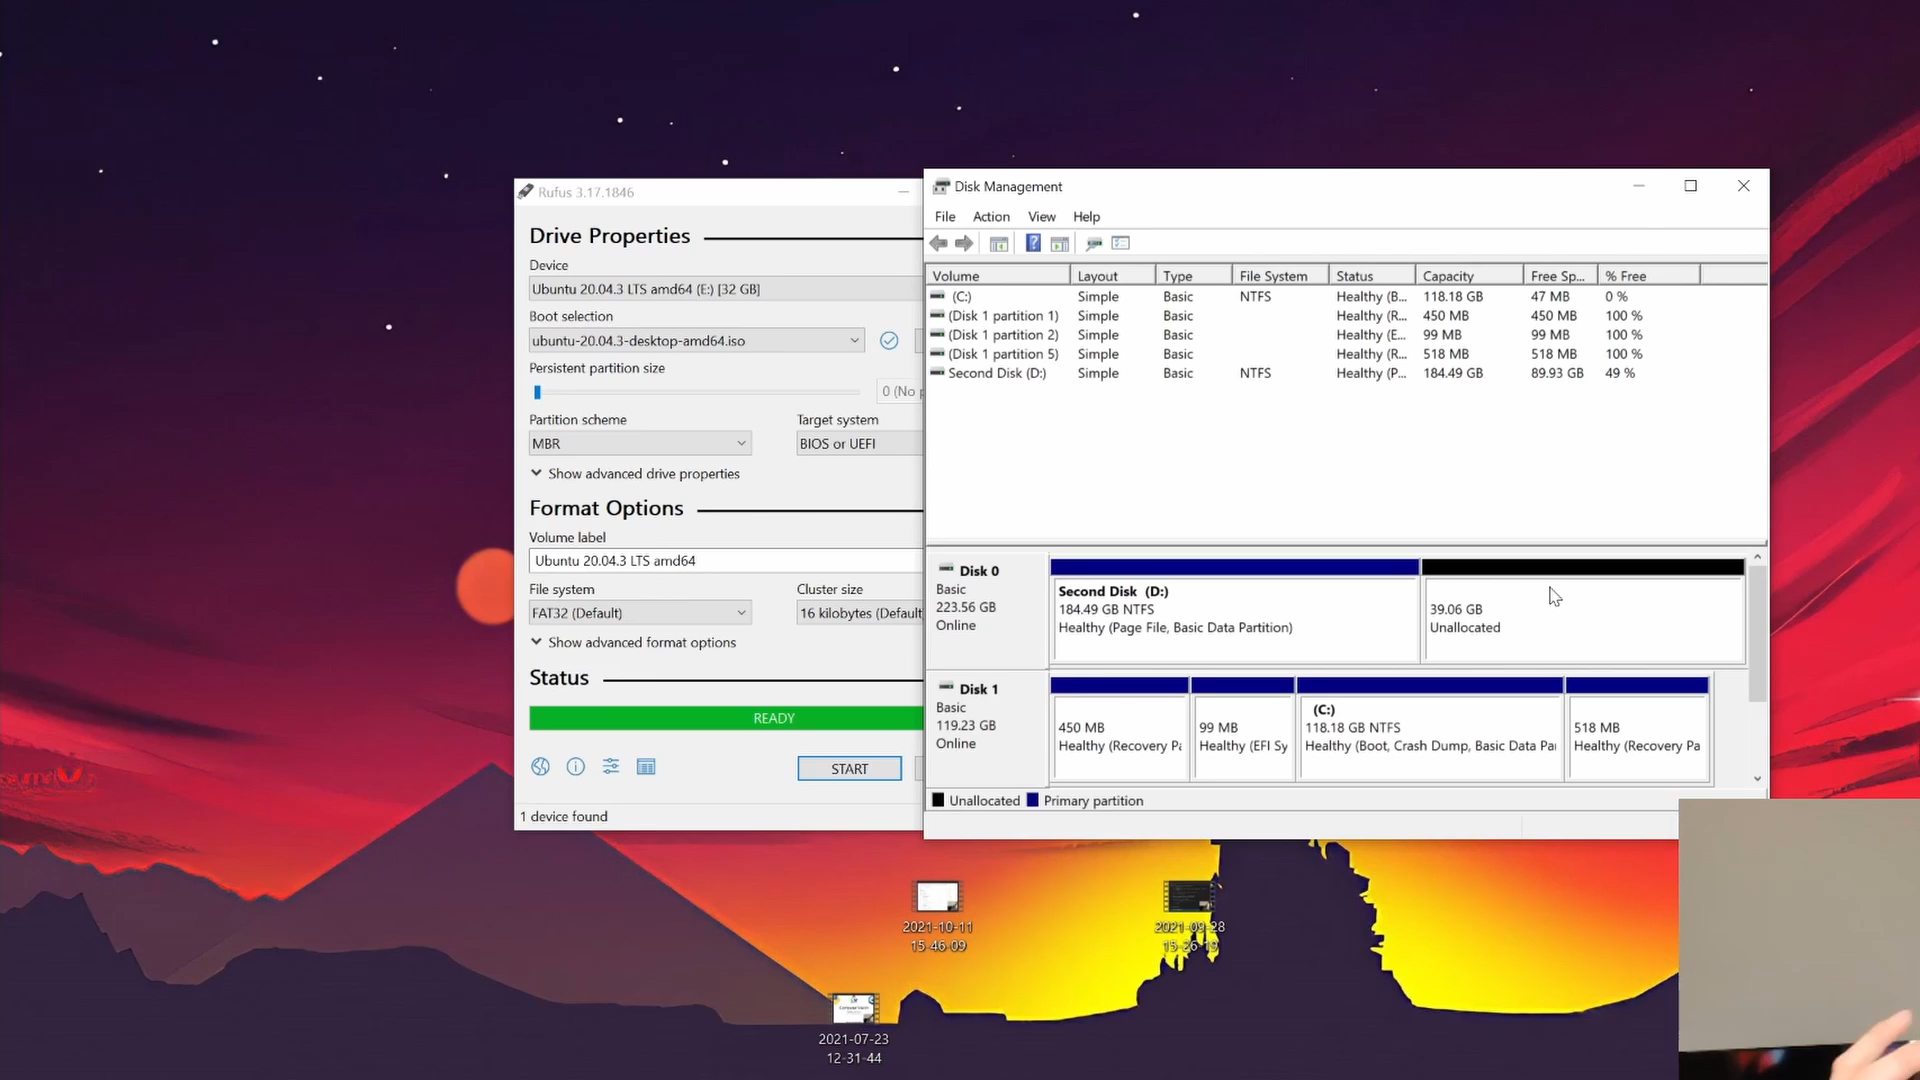 Rufus 3.17.1846
Drive Properties
Device
Ubuntu 20.04.3 LTS amd64 (E:) [32 GB]
Boot selection
ubuntu-20.04.3-desktop-amd64.iso
Persistent partition size
0 (No
Partition scheme
Target system
MBR
BIOS or UEFI
Show advanced drive properties
Format Options
Volume label
Ubuntu 20.04.3 LTS amd64
File system
Cluster size
FAT32 (Default)
16 kilobytes (Default
Show advanced format options
Status
READY
START
1 device found
Disk Management
File Action View Help
Volume Layout Type File System Status Capacity Free Sp... % Free
(C:) Simple Basic NTFS Healthy (B... 118.18 GB 47 MB 0 %
(Disk 1 partition 1) Simple Basic Healthy (R... 450 MB 450 MB 100 %
(Disk 1 partition 2) Simple Basic Healthy (E... 99 MB 99 MB 100 %
(Disk 1 partition 5) Simple Basic Healthy (R... 518 MB 518 MB 100 %
Second Disk (D:) Simple Basic NTFS Healthy (P... 184.49 GB 89.93 GB 49 %
Disk 0
Basic
223.56 GB
Online
Second Disk (D:)
184.49 GB NTFS
Healthy (Page File, Basic Data Partition)
39.06 GB
Unallocated
Disk 1
Basic
119.23 GB
Online
450 MB
Healthy (Recovery Pa
99 MB
Healthy (EFI Sy
(C:)
118.18 GB NTFS
Healthy (Boot, Crash Dump, Basic Data Par
518 MB
Healthy (Recovery Pa
Unallocated Primary partition
2021-10-11
15-46-09
2021-09-28
15-26-19
2021-07-23
12-31-44